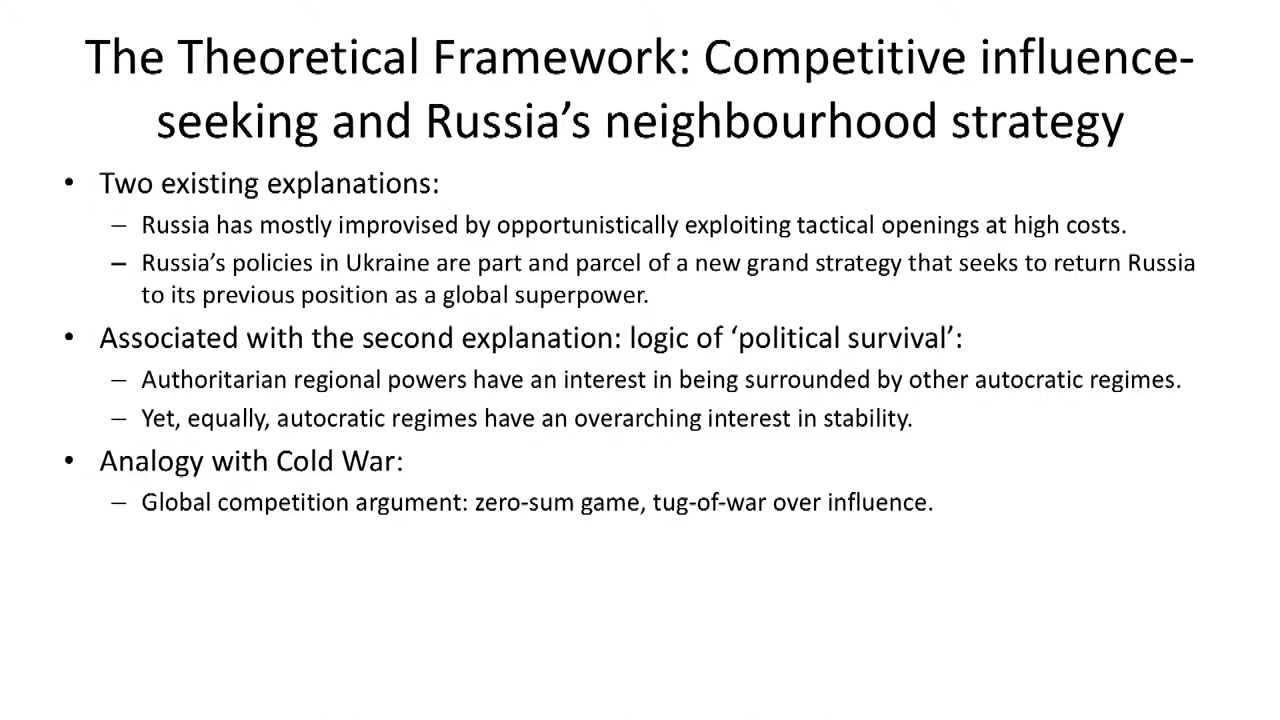 The Theoretical Framework: Competitive influence-
seeking and Russia’s neighbourhood strategy
• Two existing explanations:
– Russia has mostly improvised by opportunistically exploiting tactical openings at high costs.
– Russia’s policies in Ukraine are part and parcel of a new grand strategy that seeks to return Russia
to its previous position as a global superpower.
• Associated with the second explanation: logic of ‘political survival’:
– Authoritarian regional powers have an interest in being surrounded by other autocratic regimes.
– Yet, equally, autocratic regimes have an overarching interest in stability.
• Analogy with Cold War:
– Global competition argument: zero-sum game, tug-of-war over influence.